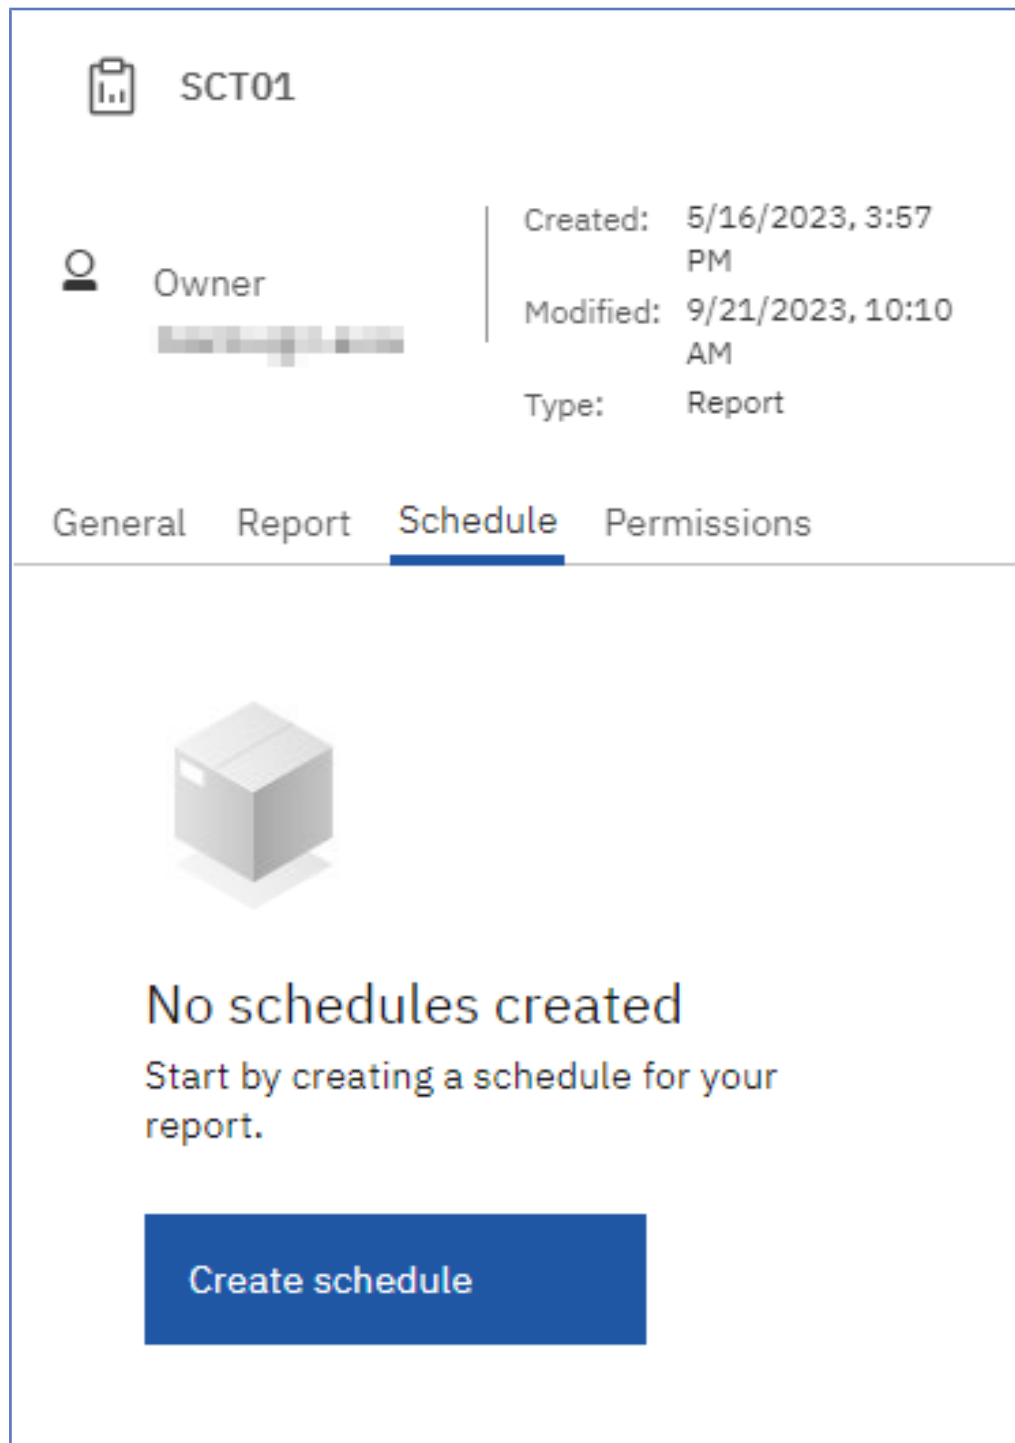 SCT01
Owner
Created: 5/16/2023, 3:57
PM
Modified: 9/21/2023, 10:10
AM
Type: Report
General Report Schedule Permissions
No schedules created
Start by creating a schedule for your
report.
Create schedule